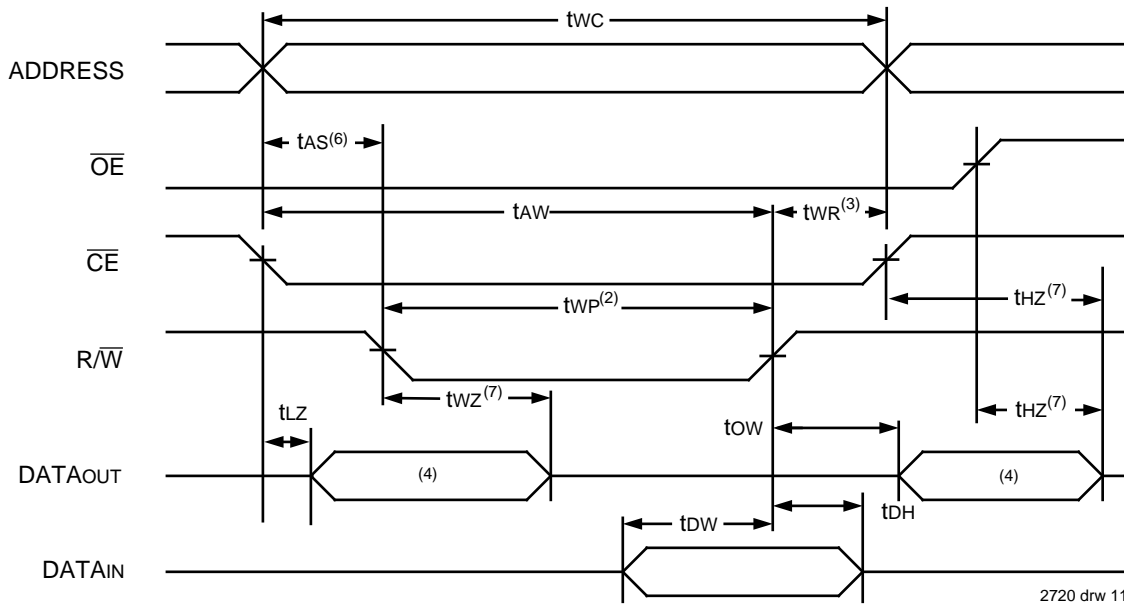 tWC
ADDRESS
tAS(6)
OE
tAW
tWR(3)
CE
tWP(2)
tHZ(7)
R/W
tWZ(7)
tHZ(7)
tLZ
tOW
DATAOUT
(4)
(4)
tDW
tDH
DATAIN
2720 drw 11